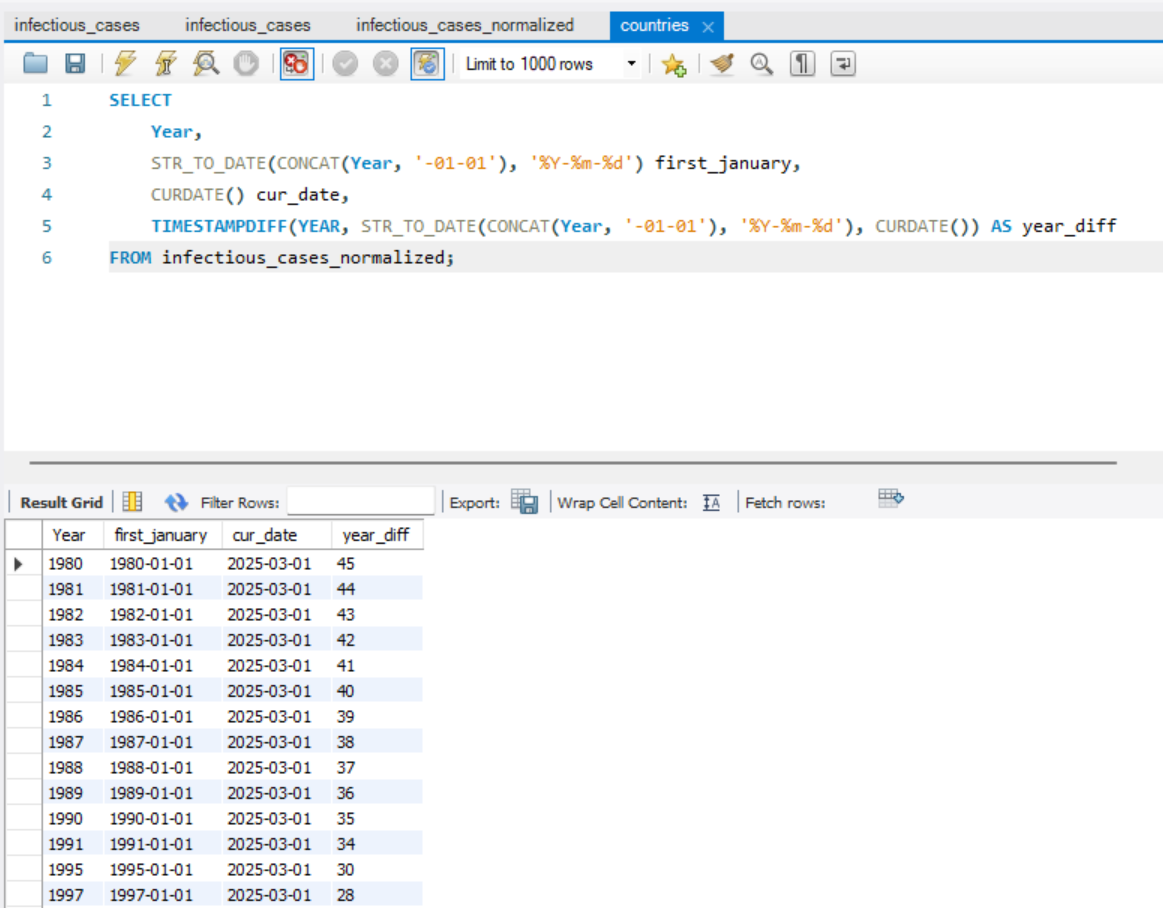 infectious_cases infectious_cases infectious_cases_normalized countries
Limit to 1000 rows
1 SELECT
2 Year,
3 STR_TO_DATE(CONCAT(Year, '-01-01'), '%Y-%m-%d') first_january,
4 CURDATE() cur_date,
5 TIMESTAMPDIFF(YEAR, STR_TO_DATE(CONCAT(Year, '-01-01'), '%Y-%m-%d'), CURDATE()) AS year_diff
6 FROM infectious_cases_normalized;
Result Grid Filter Rows: Export: Wrap Cell Content: IA Fetch rows:
Year first_january cur_date year_diff
1980 1980-01-01 2025-03-01 45
1981 1981-01-01 2025-03-01 44
1982 1982-01-01 2025-03-01 43
1983 1983-01-01 2025-03-01 42
1984 1984-01-01 2025-03-01 41
1985 1985-01-01 2025-03-01 40
1986 1986-01-01 2025-03-01 39
1987 1987-01-01 2025-03-01 38
1988 1988-01-01 2025-03-01 37
1989 1989-01-01 2025-03-01 36
1990 1990-01-01 2025-03-01 35
1991 1991-01-01 2025-03-01 34
1995 1995-01-01 2025-03-01 30
1997 1997-01-01 2025-03-01 28